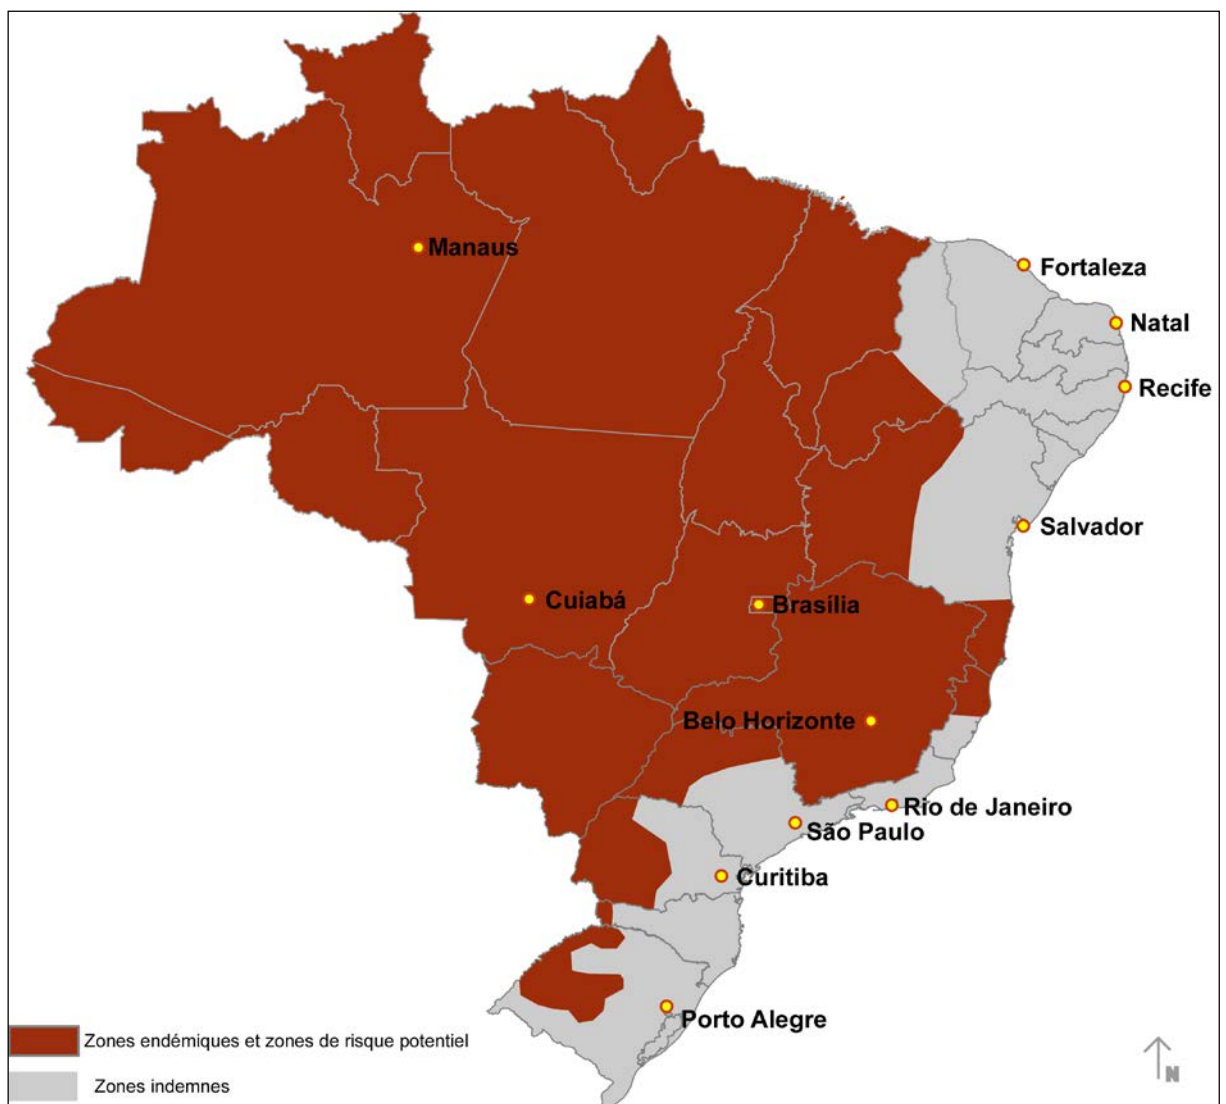 Manaus
Fortaleza
Natal
Recife
Salvador
Cuiabá
Brasília
Belo Horizonte
Rio de Janeiro
São Paulo
Curitiba
Porto Alegre
Zones endémiques et zones de risque potentiel
Zones indemnes
N